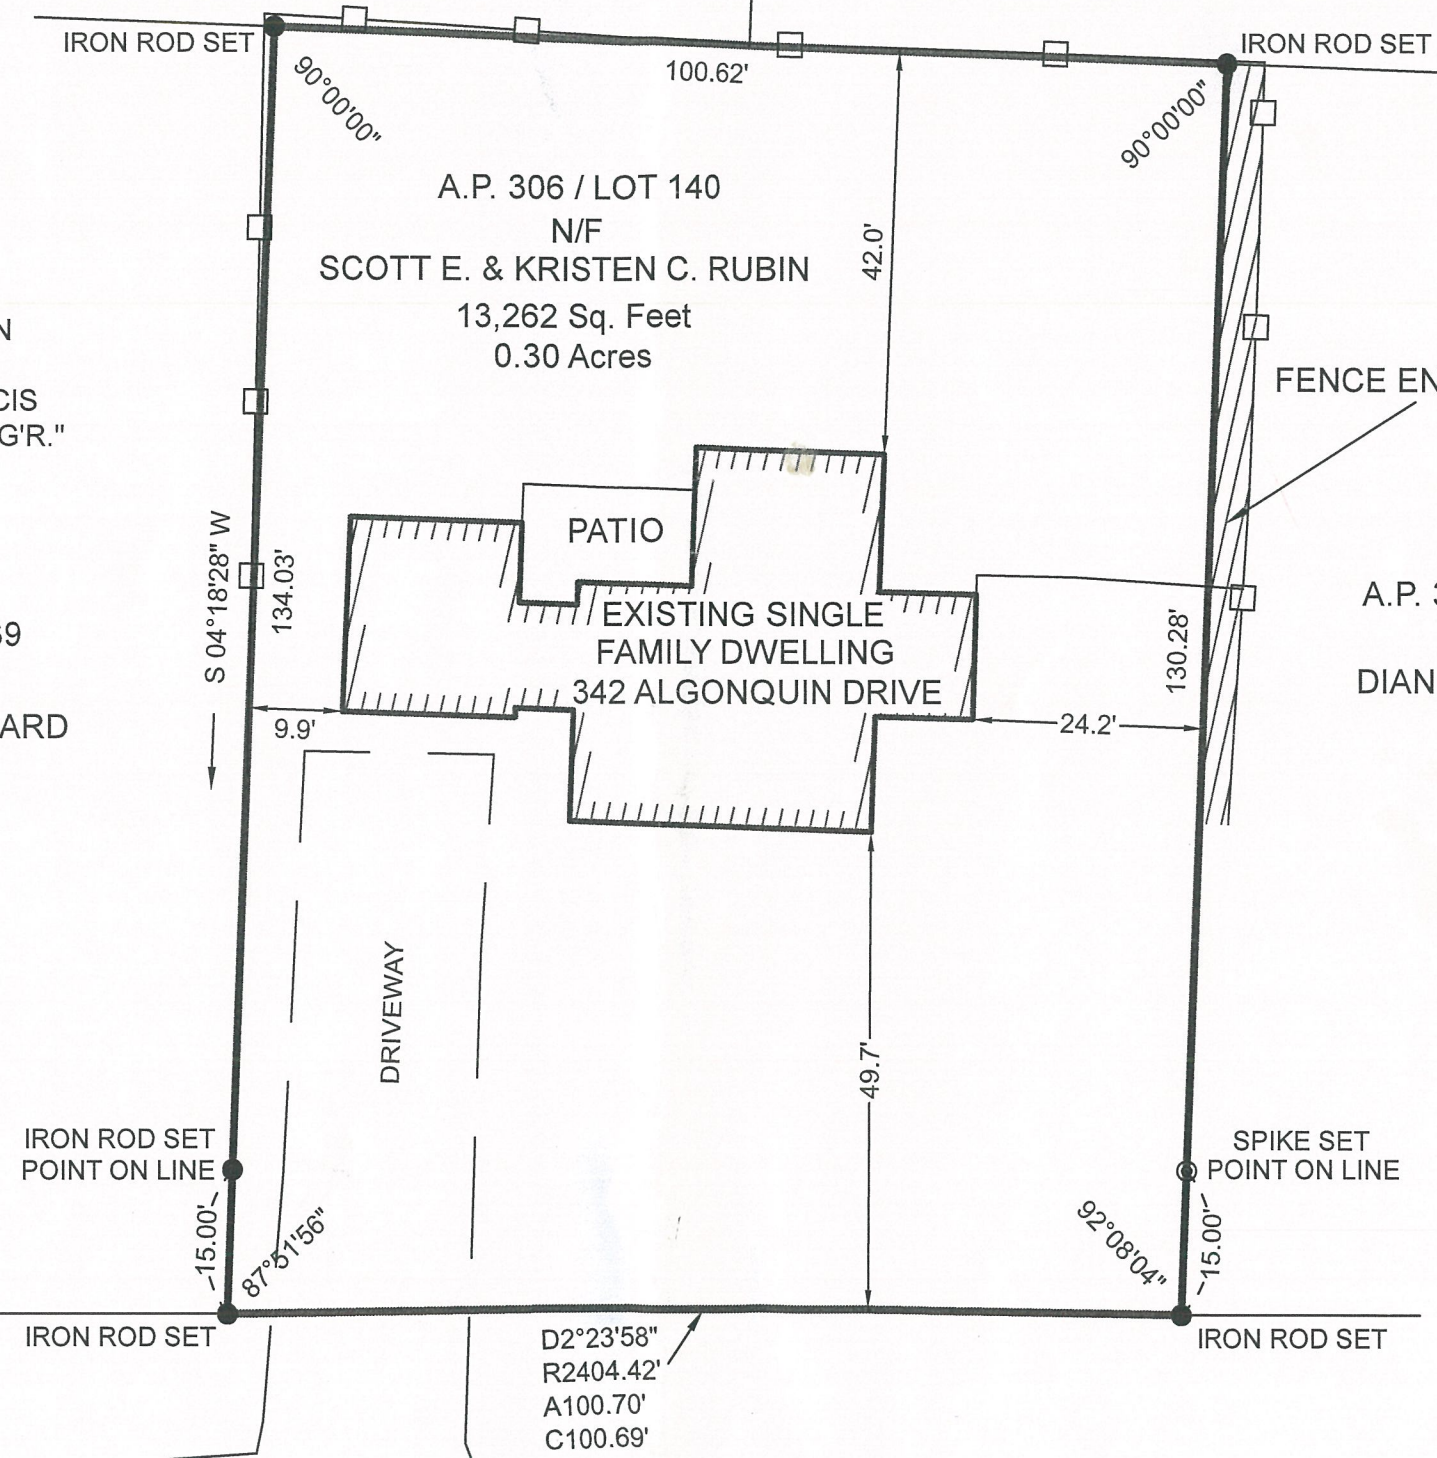 IRON ROD SET
IRON ROD SET
90°00'00"
100.62'
90°00'00"
A.P. 306 / LOT 140
N/F
SCOTT E. & KRISTEN C. RUBIN
13,262 Sq. Feet
0.30 Acres
42.0'
N
CIS
G'R."
FENCE EN
PATIO
S 04°18'28" W
134.03'
EXISTING SINGLE
FAMILY DWELLING
342 ALGONQUIN DRIVE
130.28'
A.P. 3
DIAN
69
ARD
9.9'
24.2'
DRIVEWAY
49.7'
IRON ROD SET
POINT ON LINE
SPIKE SET
POINT ON LINE
15.00'
87°51'56"
92°08'04"
15.00'
IRON ROD SET
IRON ROD SET
D2°23'58"
R2404.42'
A100.70'
C100.69'